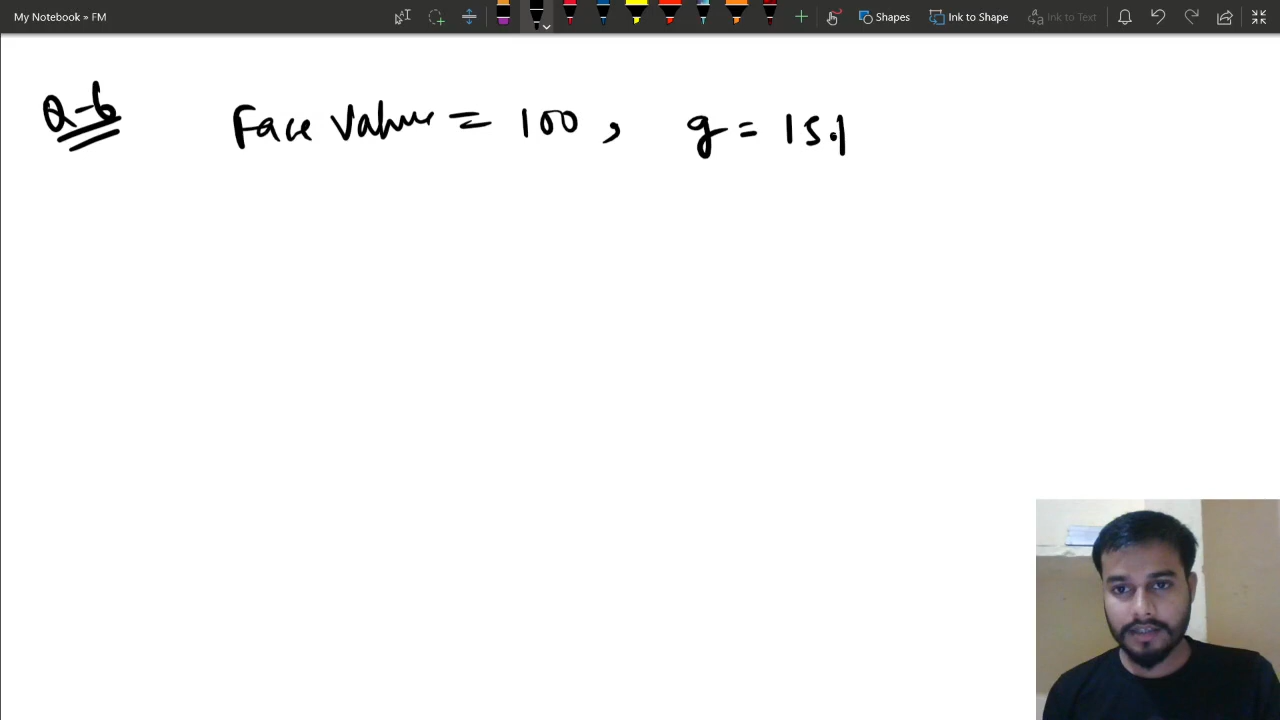 My Notebook » FM
Shapes
Ink to Shape
Ink to Text
Q-6 Face Value = 100, g = 15.1